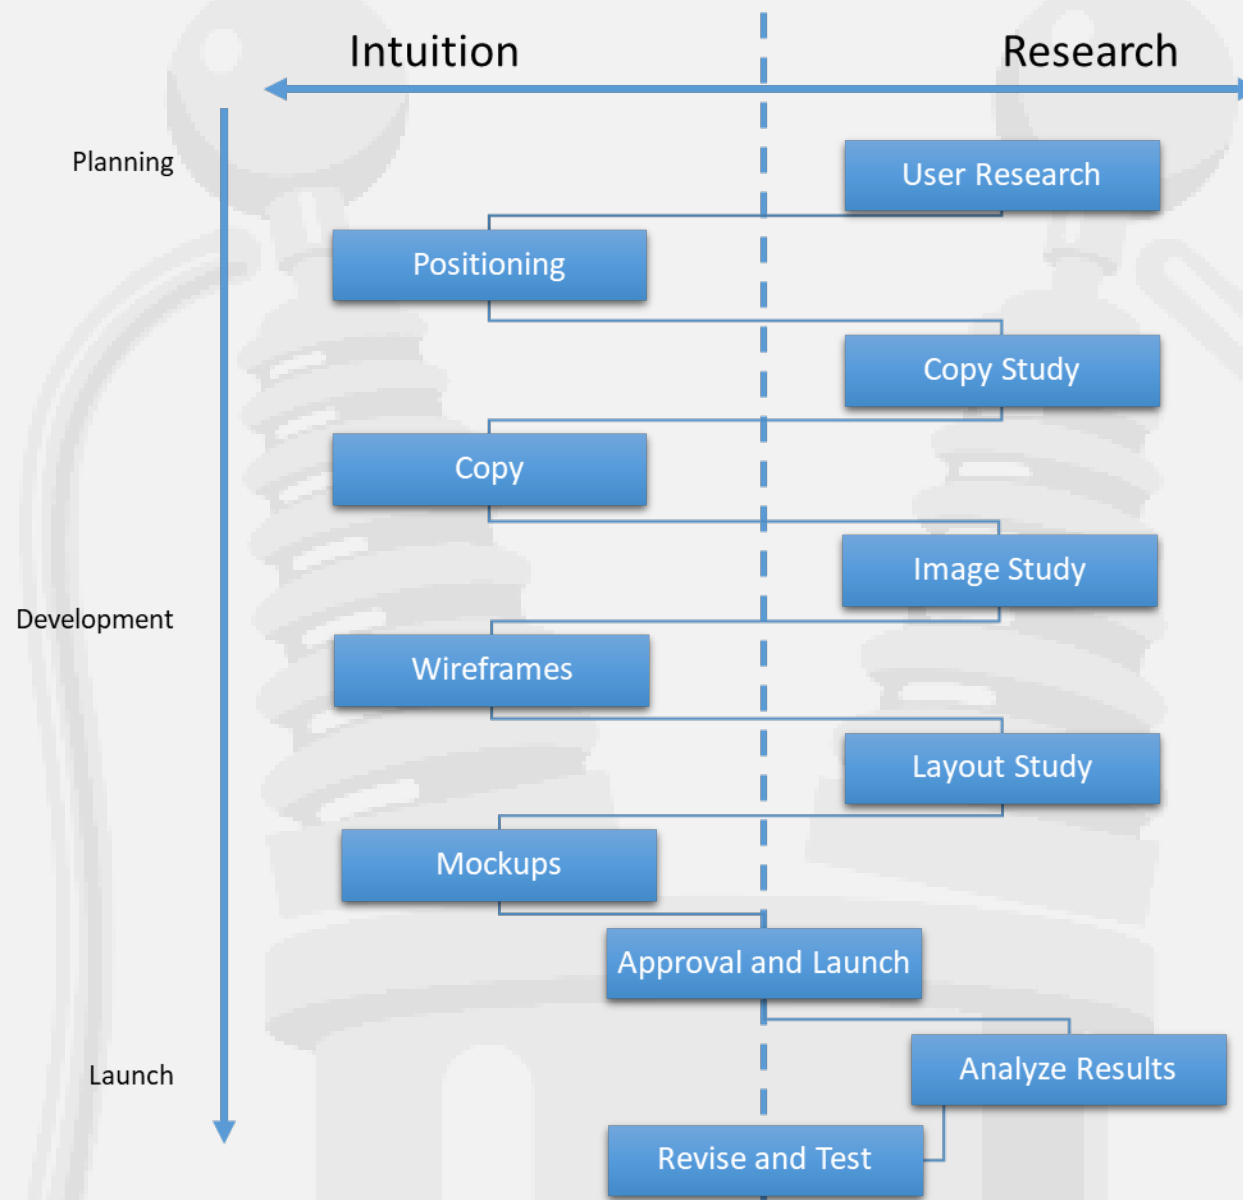 Intuition
Research
Planning
User Research
Positioning
Copy Study
Copy
Image Study
Development
Wireframes
Layout Study
Mockups
Approval and Launch
Launch
Analyze Results
Revise and Test